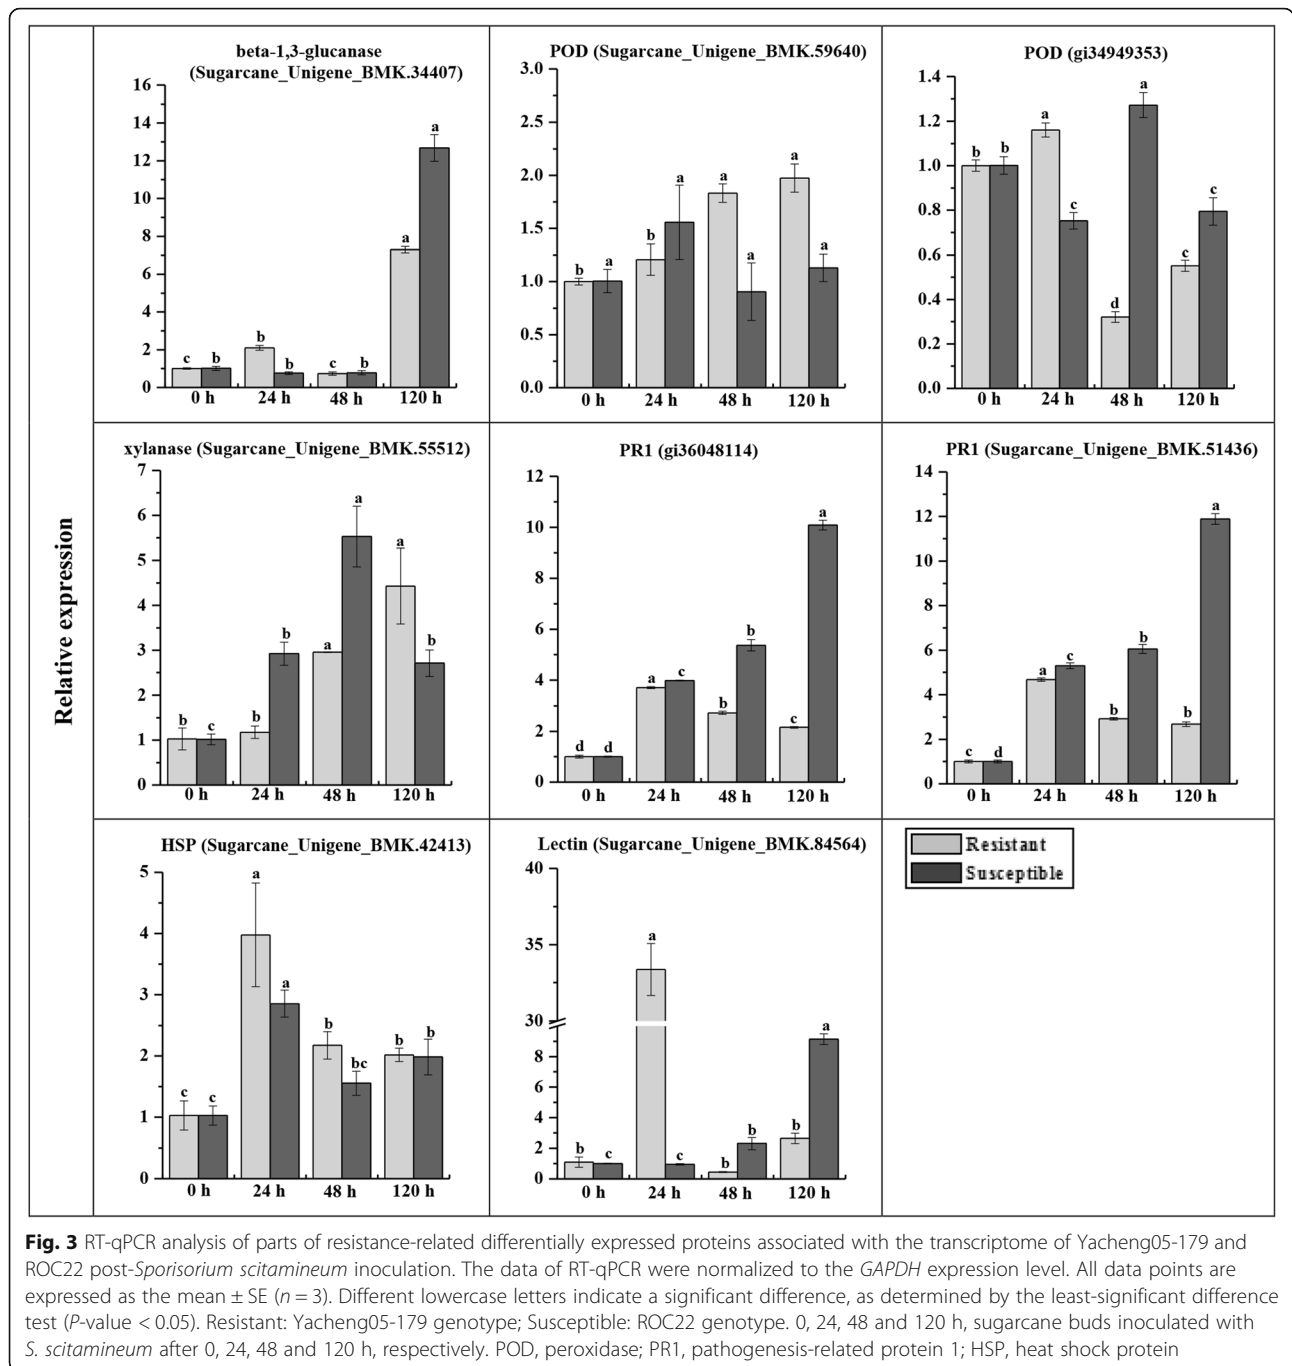 Relative expression
beta-1,3-glucanase
(Sugarcane_Unigene_BMK.34407)
16
14
12
10
8
6
4
2
0
c b b b c b a a
0 h 24 h 48 h 120 h
POD (Sugarcane_Unigene_BMK.59640)
3.0
2.5
2.0
1.5
1.0
0.5
0.0
b a b a a a a a
0 h 24 h 48 h 120 h
POD (gi34949353)
1.4
1.2
1.0
0.8
0.6
0.4
0.2
0.0
b b a c d a c c
0 h 24 h 48 h 120 h
xylanase (Sugarcane_Unigene_BMK.55512)
7
6
5
4
3
2
1
0
b c b b a a a b
0 h 24 h 48 h 120 h
PR1 (gi36048114)
12
10
8
6
4
2
0
d d a c b b c a
0 h 24 h 48 h 120 h
PR1 (Sugarcane_Unigene_BMK.51436)
14
12
10
8
6
4
2
0
c d a c b b b a
0 h 24 h 48 h 120 h
HSP (Sugarcane_Unigene_BMK.42413)
5
4
3
2
1
0
c c a a b bc b b
0 h 24 h 48 h 120 h
Lectin (Sugarcane_Unigene_BMK.84564)
40
35
30
8
6
4
2
0
b c a c b b b a
0 h 24 h 48 h 120 h
Resistant
Susceptible
Fig. 3 RT-qPCR analysis of parts of resistance-related differentially expressed proteins associated with the transcriptome of Yacheng05-179 and
ROC22 post-Sporisorium scitamineum inoculation. The data of RT-qPCR were normalized to the GAPDH expression level. All data points are
expressed as the mean ± SE (n = 3). Different lowercase letters indicate a significant difference, as determined by the least-significant difference
test (P-value < 0.05). Resistant: Yacheng05-179 genotype; Susceptible: ROC22 genotype. 0, 24, 48 and 120 h, sugarcane buds inoculated with
S. scitamineum after 0, 24, 48 and 120 h, respectively. POD, peroxidase; PR1, pathogenesis-related protein 1; HSP, heat shock protein